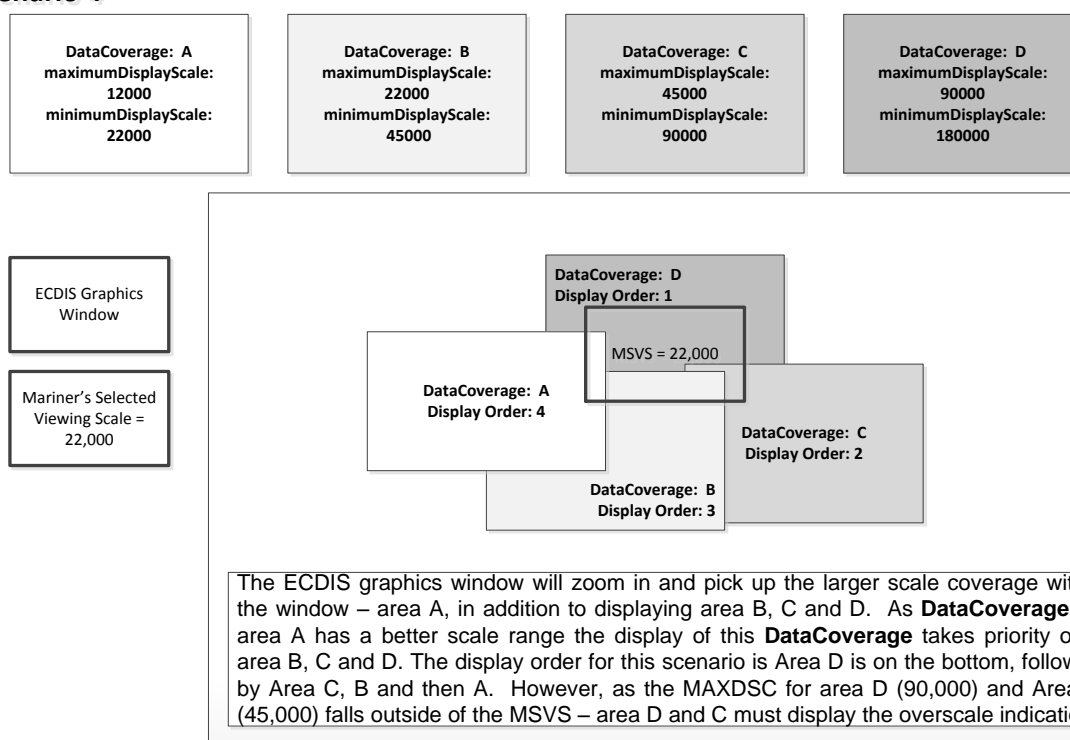 DataCoverage: A
maximumDisplayScale:
12000
minimumDisplayScale:
22000
DataCoverage: B
maximumDisplayScale:
22000
minimumDisplayScale:
45000
DataCoverage: C
maximumDisplayScale:
45000
minimumDisplayScale:
90000
DataCoverage: D
maximumDisplayScale:
90000
minimumDisplayScale:
180000
ECDIS Graphics
Window
Mariner's Selected
Viewing Scale =
22,000
DataCoverage: D
Display Order: 1
MSVS = 22,000
DataCoverage: A
Display Order: 4
DataCoverage: C
Display Order: 2
DataCoverage: B
Display Order: 3
The ECDIS graphics window will zoom in and pick up the larger scale coverage
the window – area A, in addition to displaying area B, C and D. As DataCoverage
area A has a better scale range the display of this DataCoverage takes priority
area B, C and D. The display order for this scenario is Area D is on the bottom,
by Area C, B and then A. However, as the MAXDSC for area D (90,000) and Area
(45,000) falls outside of the MSVS – area D and C must display the overscale